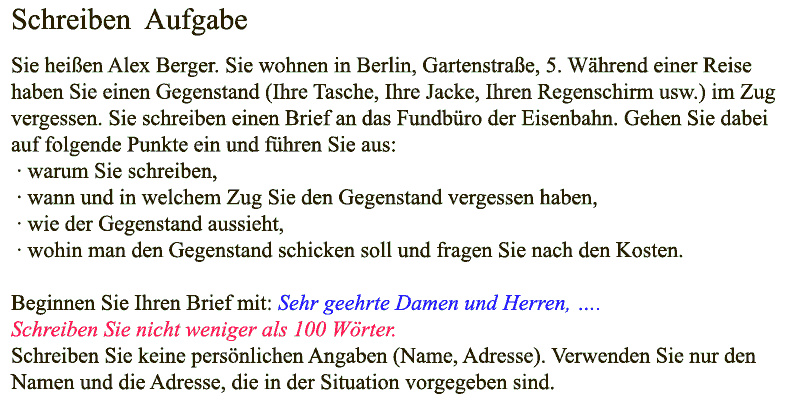 Schreiben Aufgabe
Sie heißen Alex Berger. Sie wohnen in Berlin, Gartenstraße, 5. Während einer Reise
haben Sie einen Gegenstand (Ihre Tasche, Ihre Jacke, Ihren Regenschirm usw.) im Zug
vergessen. Sie schreiben einen Brief an das Fundbüro der Eisenbahn. Gehen Sie dabei
auf folgende Punkte ein und führen Sie aus:
· warum Sie schreiben,
· wann und in welchem Zug Sie den Gegenstand vergessen haben,
· wie der Gegenstand aussieht,
· wohin man den Gegenstand schicken soll und fragen Sie nach den Kosten.
Beginnen Sie Ihren Brief mit: Sehr geehrte Damen und Herren, ….
Schreiben Sie nicht weniger als 100 Wörter.
Schreiben Sie keine persönlichen Angaben (Name, Adresse). Verwenden Sie nur den
Namen und die Adresse, die in der Situation vorgegeben sind.